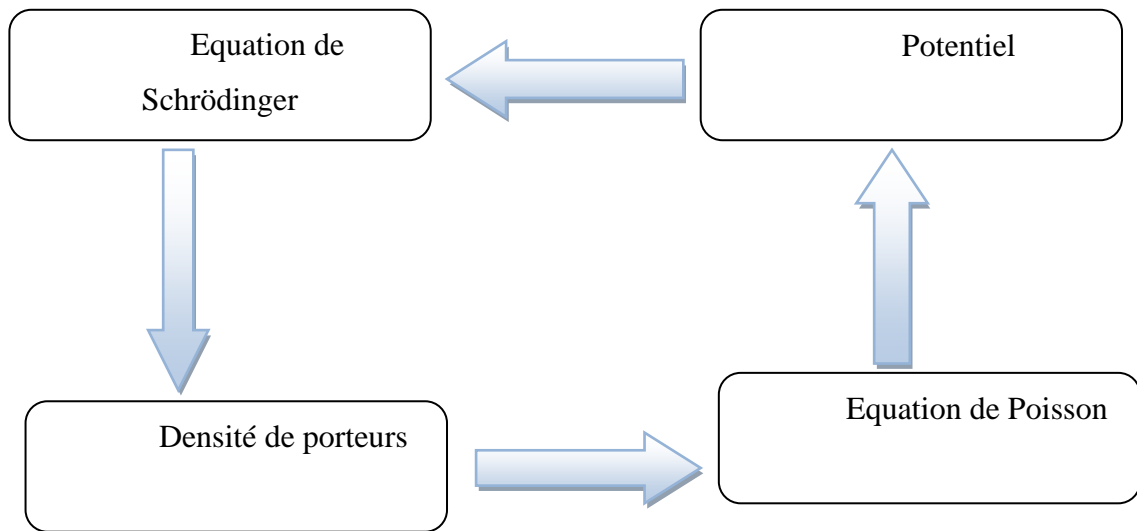 Equation de
Schrödinger
Potentiel
Densité de porteurs
Equation de Poisson